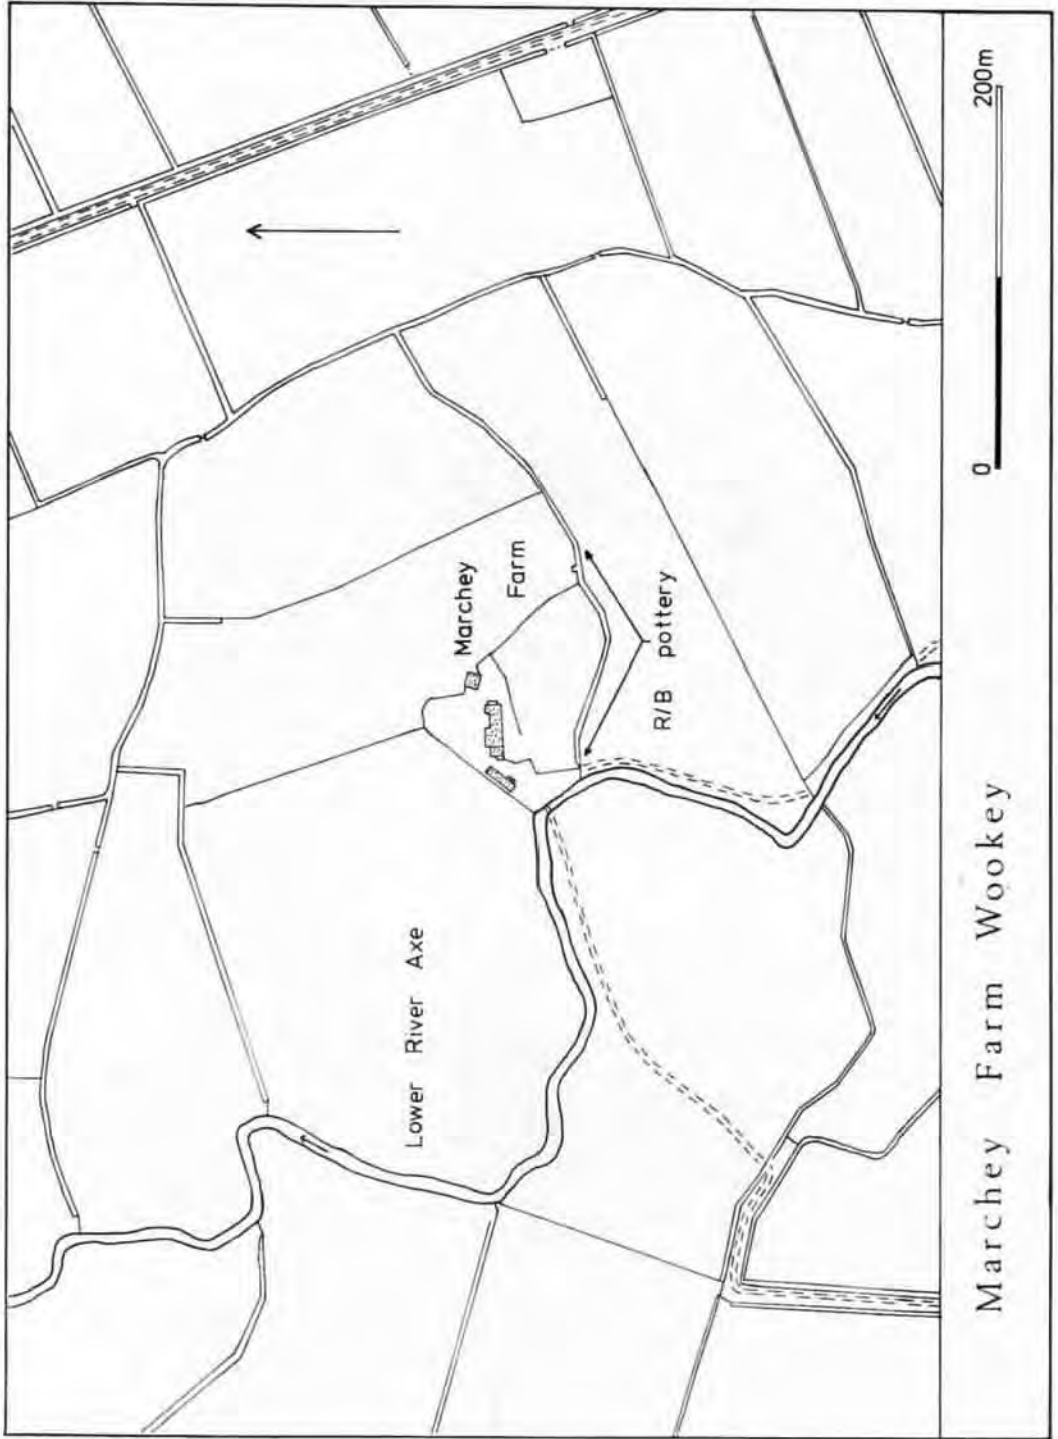 Marchey
Farm
R/B pottery
Lower River Axe
0 200m
Marchey Farm Wookey